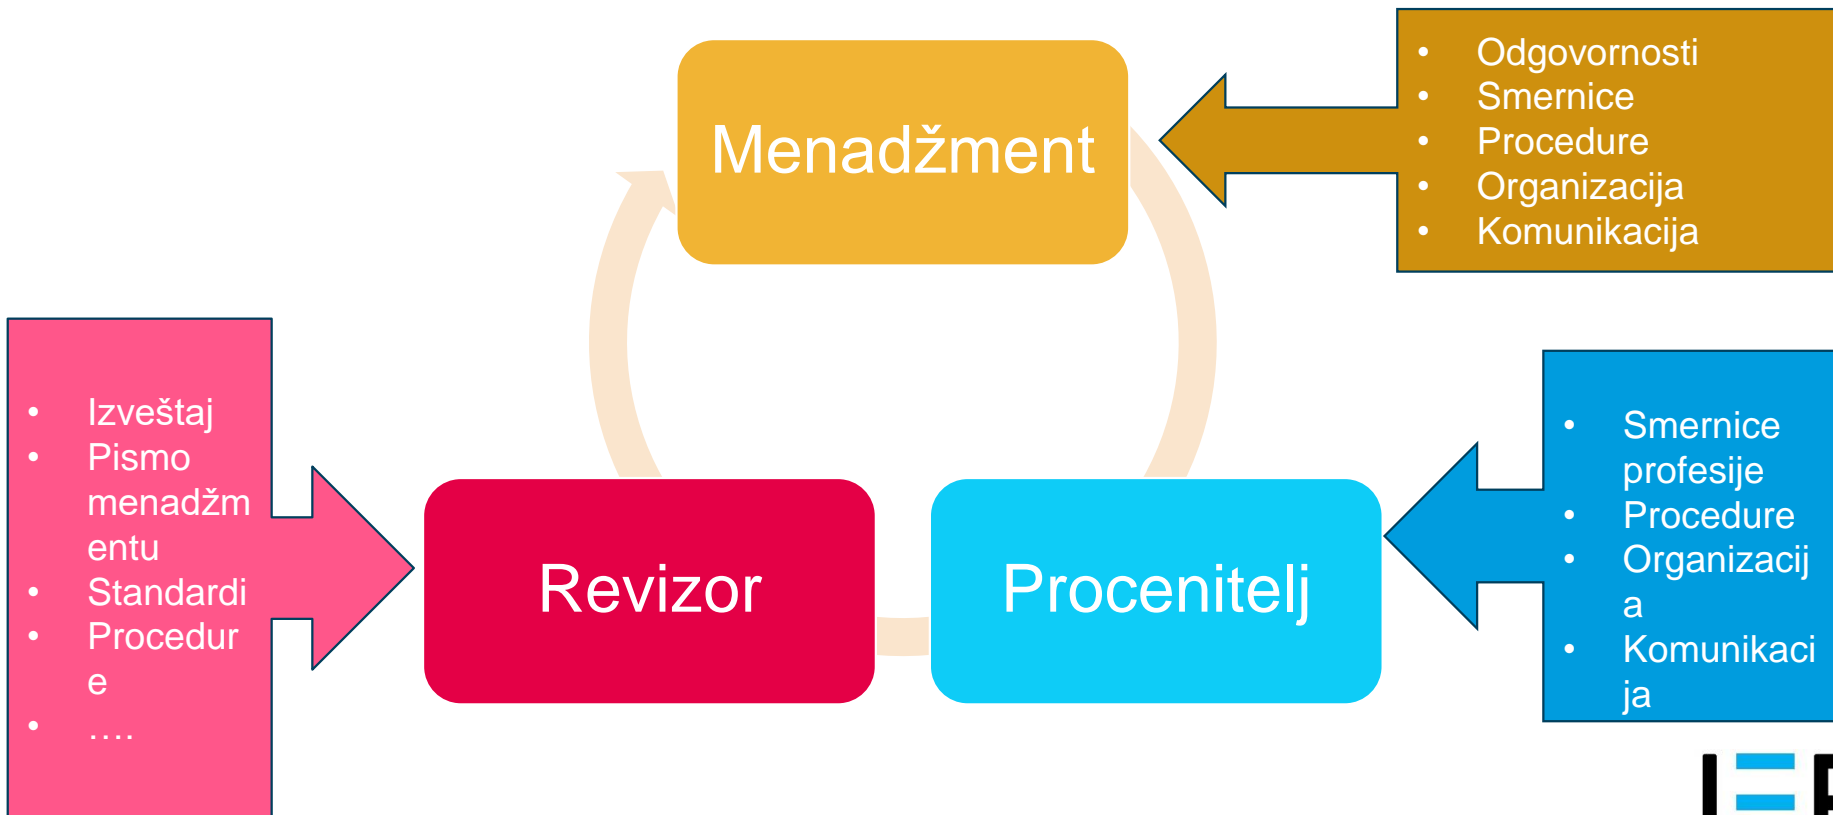 Menadžment
• Odgovornosti
• Smernice
• Procedure
• Organizacija
• Komunikacija
• Izveštaj
• Pismo
menadžm
entu
• Standardi
• Procedur
e
• ….
Revizor
Procenitelj
• Smernice
profesije
• Procedure
• Organizacij
a
• Komunikaci
ja